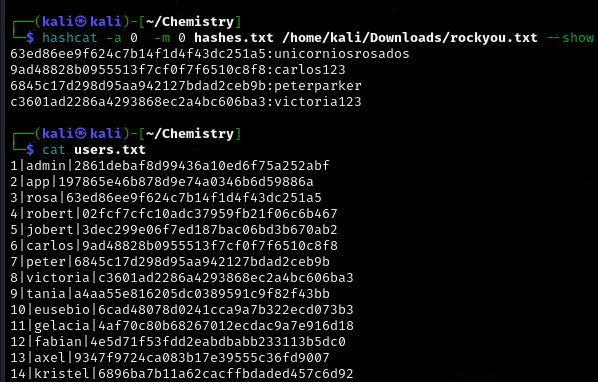 ┌──(kali㉿kali)-[~/Chemistry]
└─$ hashcat -a 0  -m 0 hashes.txt /home/kali/Downloads/rockyou.txt --show
63ed86ee9f624c7b14f1d4f43dc251a5:unicorniosrosados
9ad48828b0955513f7cf0f7f6510c8f8:carlos123
6845c17d298d95aa942127bdad2ceb9b:peterparker
c3601ad2286a4293868ec2a4bc606ba3:victoria123
┌──(kali㉿kali)-[~/Chemistry]
└─$ cat users.txt
1|admin|2861debaf8d99436a10ed6f75a252abf
2|app|197865e46b878d9e74a0346b6d59886a
3|rosa|63ed86ee9f624c7b14f1d4f43dc251a5
4|robert|02fcf7cfc10adc37959fb21f06c6b467
5|jobert|3dec299e06f7ed187bac06bd3b670ab2
6|carlos|9ad48828b0955513f7cf0f7f6510c8f8
7|peter|6845c17d298d95aa942127bdad2ceb9b
8|victoria|c3601ad2286a4293868ec2a4bc606ba3
9|tania|a4aa55e816205dc0389591c9f82f43bb
10|eusebio|6cad48078d0241cca9a7b322ecd073b3
11|gelacia|4af70c80b68267012ecdac9a7e916d18
12|fabian|4e5d71f53fdd2eabdbabb233113b5dc0
13|axel|9347f9724ca083b17e39555c36fd9007
14|kristel|6896ba7b11a62cacffbdaded457c6d92